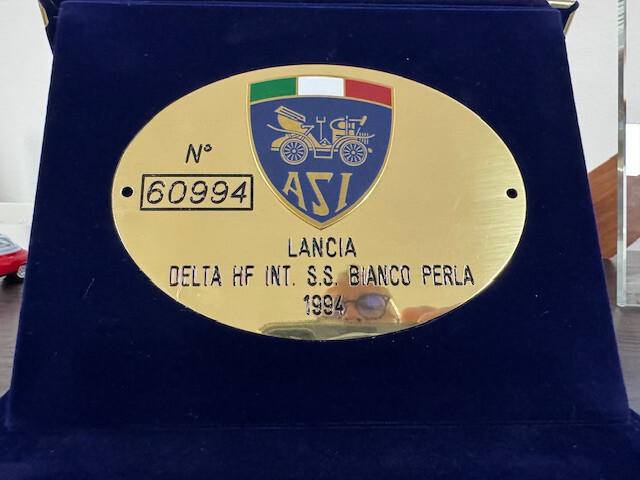 ASI
N°
60994
LANCIA
DELTA HF INT. S.S. BIANCO PERLA
1994